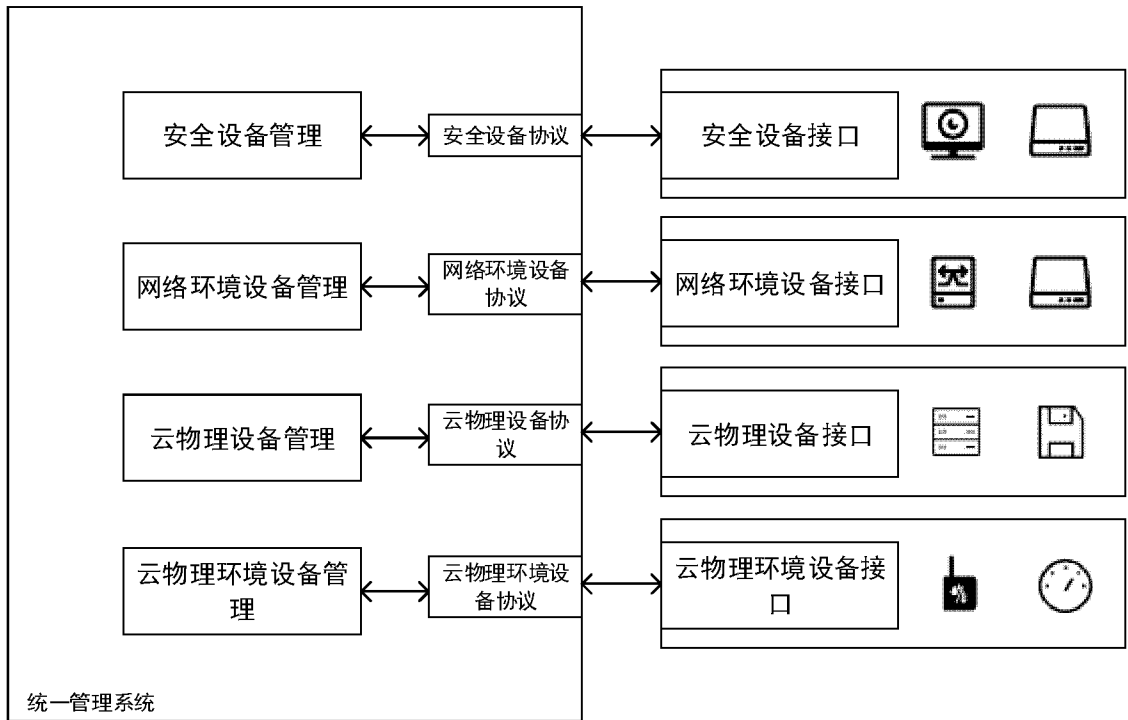 安全设备管理
安全设备协议
安全设备接口
网络环境设备管理
网络环境设备
协议
网络环境设备接口
云物理设备管理
云物理设备协
议
云物理设备接口
云物理环境设备管
理
云物理环境设
备协议
云物理环境设备接
口
统一管理系统